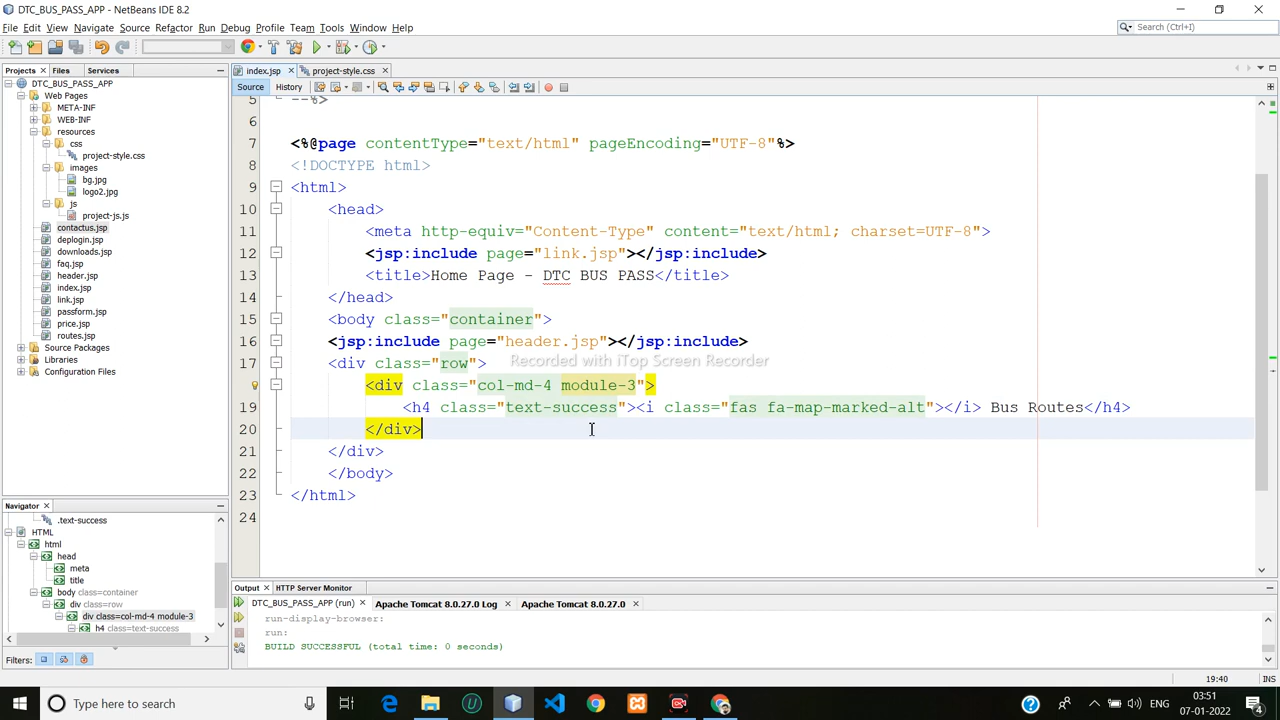 DTC_BUS_PASS_APP - NetBeans IDE 8.2
File Edit View Navigate Source Refactor Run Debug Profile Team Tools Window Help
Search (Ctrl+I)
Projects Files Services
index.jsp project-style.css
Source History
DTC_BUS_PASS_APP
Web Pages
META-INF
WEB-INF
resources
css
project-style.css
images
bg.jpg
logo2.jpg
js
project-js.js
contactus.jsp
deplogin.jsp
downloads.jsp
faq.jsp
header.jsp
index.jsp
link.jsp
passform.jsp
price.jsp
routes.jsp
Source Packages
Libraries
Configuration Files
5 --%>
6
7 <%@page contentType="text/html" pageEncoding="UTF-8"%>
8 <!DOCTYPE html>
9 <html>
10 <head>
11 <meta http-equiv="Content-Type" content="text/html; charset=UTF-8">
12 <jsp:include page="link.jsp"></jsp:include>
13 <title>Home Page - DTC BUS PASS</title>
14 </head>
15 <body class="container">
16 <jsp:include page="header.jsp"></jsp:include>
17 <div class="row">
Recorded with iTop Screen Recorder
<div class="col-md-4 module-3">
19 <h4 class="text-success"><i class="fas fa-map-marked-alt"></i> Bus Routes</h4>
20 </div>
21 </div>
22 </body>
23 </html>
24
Navigator
.text-success
HTML
html
head
meta
title
body class=container
div class=row
div class=col-md-4 module-3
h4 class=text-success
Filters:
Output HTTP Server Monitor
DTC_BUS_PASS_APP (run) Apache Tomcat 8.0.27.0 Log Apache Tomcat 8.0.27.0
run-display-browser:
run:
BUILD SUCCESSFUL (total time: 0 seconds)
19:40 INS
Type here to search
ENG
03:51
07-01-2022
4